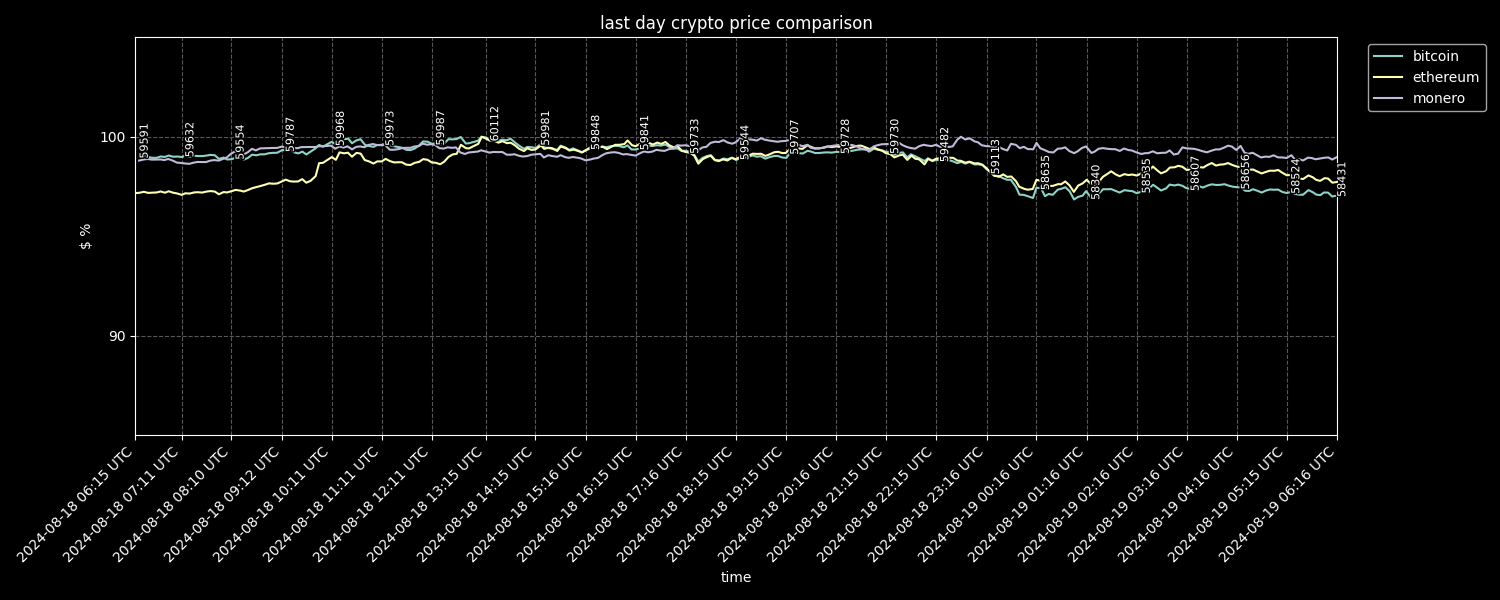 last day crypto price comparison
bitcoin
ethereum
monero
$ %
100
90
59591
59632
59554
59787
59968
59973
59987
60112
59981
59848
59841
59733
59544
59707
59728
59730
59482
59133
58635
58340
58535
58607
58656
58524
58431
2024-08-18 06:15 UTC
2024-08-18 07:11 UTC
2024-08-18 08:10 UTC
2024-08-18 09:12 UTC
2024-08-18 10:11 UTC
2024-08-18 11:11 UTC
2024-08-18 12:11 UTC
2024-08-18 13:15 UTC
2024-08-18 14:15 UTC
2024-08-18 15:16 UTC
2024-08-18 16:15 UTC
2024-08-18 17:16 UTC
2024-08-18 18:15 UTC
2024-08-18 19:15 UTC
2024-08-18 20:16 UTC
2024-08-18 21:15 UTC
2024-08-18 22:15 UTC
2024-08-18 23:16 UTC
2024-08-19 00:16 UTC
2024-08-19 01:16 UTC
2024-08-19 02:16 UTC
2024-08-19 03:16 UTC
2024-08-19 04:16 UTC
2024-08-19 05:15 UTC
2024-08-19 06:16 UTC
time